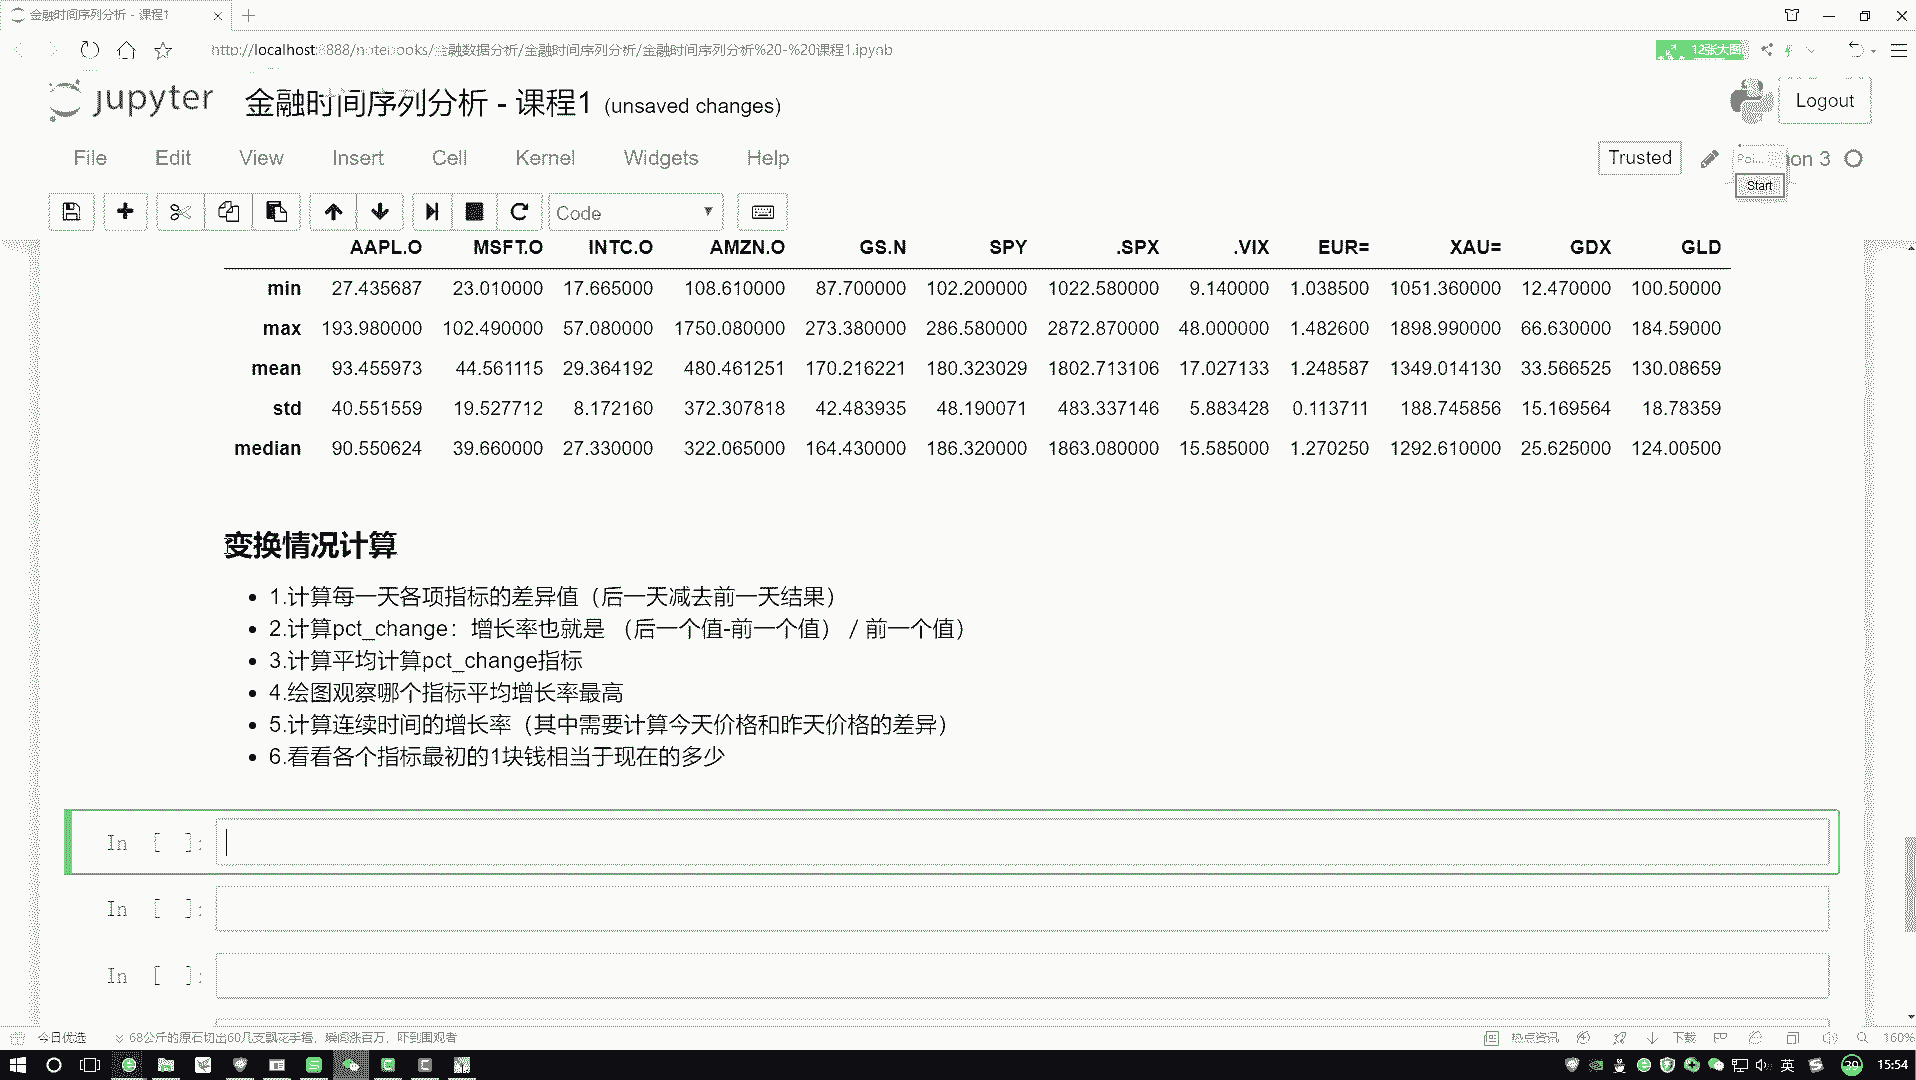 金融时间序列分析 - 课程1
http://localhost:8888/notebooks/金融数据分析/金融时间序列分析/金融时间序列分析%20-%20课程1.ipynb
12张大图
jupyter 金融时间序列分析 - 课程1 (unsaved changes)
Logout
File Edit View Insert Cell Kernel Widgets Help
Trusted
Poi... on 3
Start
Code
AAPL.O MSFT.O INTC.O AMZN.O GS.N SPY .SPX .VIX EUR= XAU= GDX GLD
min 27.435687 23.010000 17.665000 108.610000 87.700000 102.200000 1022.580000 9.140000 1.038500 1051.360000 12.470000 100.50000
max 193.980000 102.490000 57.080000 1750.080000 273.380000 286.580000 2872.870000 48.000000 1.482600 1898.990000 66.630000 184.59000
mean 93.455973 44.561115 29.364192 480.461251 170.216221 180.323029 1802.713106 17.027133 1.248587 1349.014130 33.566525 130.08659
std 40.551559 19.527712 8.172160 372.307818 42.483935 48.190071 483.337146 5.883428 0.113711 188.745856 15.169564 18.78359
median 90.550624 39.660000 27.330000 322.065000 164.430000 186.320000 1863.080000 15.585000 1.270250 1292.610000 25.625000 124.00500
变换情况计算
• 1.计算每一天各项指标的差异值（后一天减去前一天结果）
• 2.计算pct_change：增长率也就是 （后一个值-前一个值） / 前一个值）
• 3.计算平均计算pct_change指标
• 4.绘图观察哪个指标平均增长率最高
• 5.计算连续时间的增长率（其中需要计算今天价格和昨天价格的差异）
• 6.看看各个指标最初的1块钱相当于现在的多少
In [ ]:
In [ ]:
In [ ]:
今日优选 68公斤的原石切出60几支飘花手镯，瞬间涨百万，吓到围观者
热点资讯 下载 160%
英 39 15:54